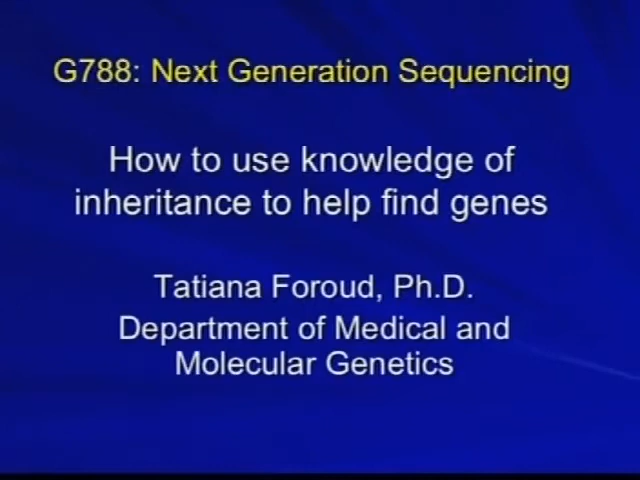 G788: Next Generation Sequencing
How to use knowledge of
inheritance to help find genes
Tatiana Foroud, Ph.D.
Department of Medical and
Molecular Genetics